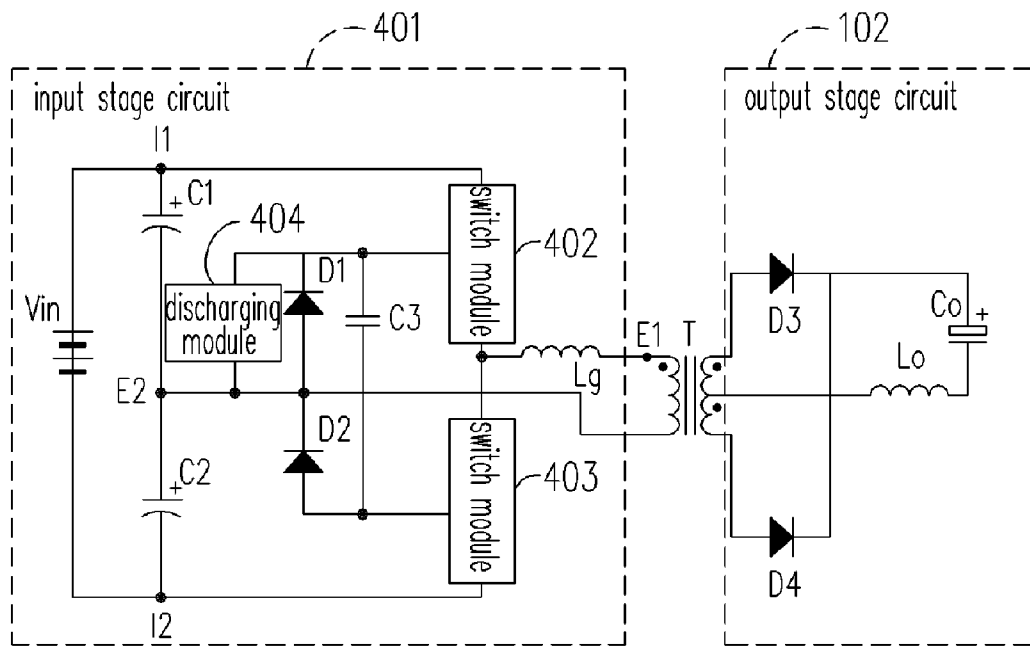 401
102
input stage circuit
output stage circuit
I1
C1
+
404
switch module
402
D1
D3
Co
+
Vin
discharging
module
C3
E1
T
Lg
Lo
E2
D2
switch module
403
C2
+
D4
I2